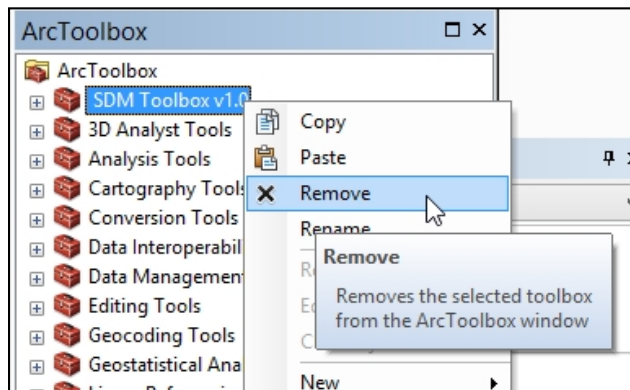 ArcToolbox
ArcToolbox
SDM Toolbox v1.0
3D Analyst Tools
Analysis Tools
Cartography Tools
Conversion Tools
Data Interoperabil
Data Managemen
Editing Tools
Geocoding Tools
Geostatistical Ana
Copy
Paste
Remove
Rename
Remove
Removes the selected toolbox
from the ArcToolbox window
New